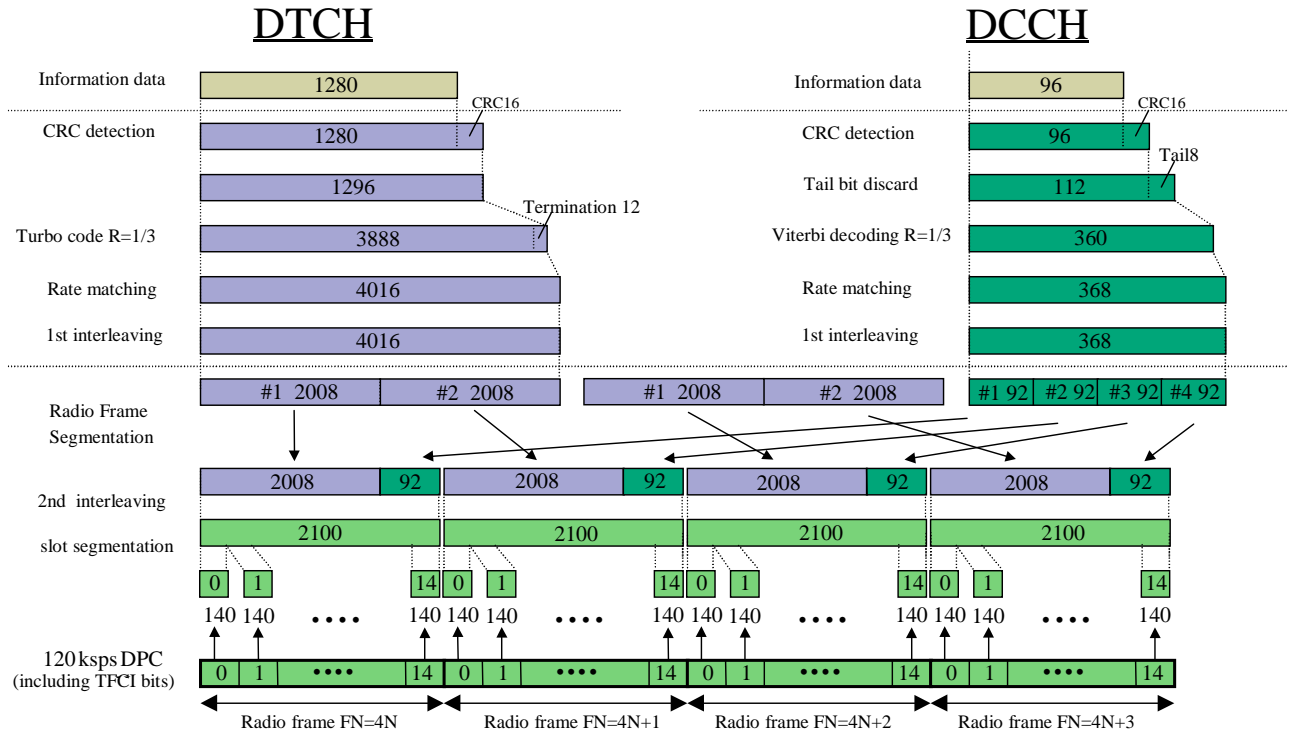 DTCH DCCH
Information data 1280 Information data 96
CRC16 CRC16
CRC detection 1280 CRC detection 96
Tail8
1296 Tail bit discard 112
Termination 12
Turbo code R=1/3 3888 Viterbi decoding R=1/3 360
Rate matching 4016 Rate matching 368
1st interleaving 4016 1st interleaving 368
#1 2008 #2 2008 #1 2008 #2 2008 #1 92 #2 92 #3 92 #4 92
Radio Frame
Segmentation
2008 92 2008 92 2008 92 2008 92
2nd interleaving
2100 2100 2100 2100
slot segmentation
0 1 14 0 1 14 0 1 14 0 1 14
140 140 •••• 140 140 140 •••• 140 140 140 •••• 140 140 140 •••• 140
120 ksps DPC
(including TFCI bits)
0 1 •••• 14 0 1 •••• 14 0 1 •••• 14 0 1 •••• 14
Radio frame FN=4N Radio frame FN=4N+1 Radio frame FN=4N+2 Radio frame FN=4N+3